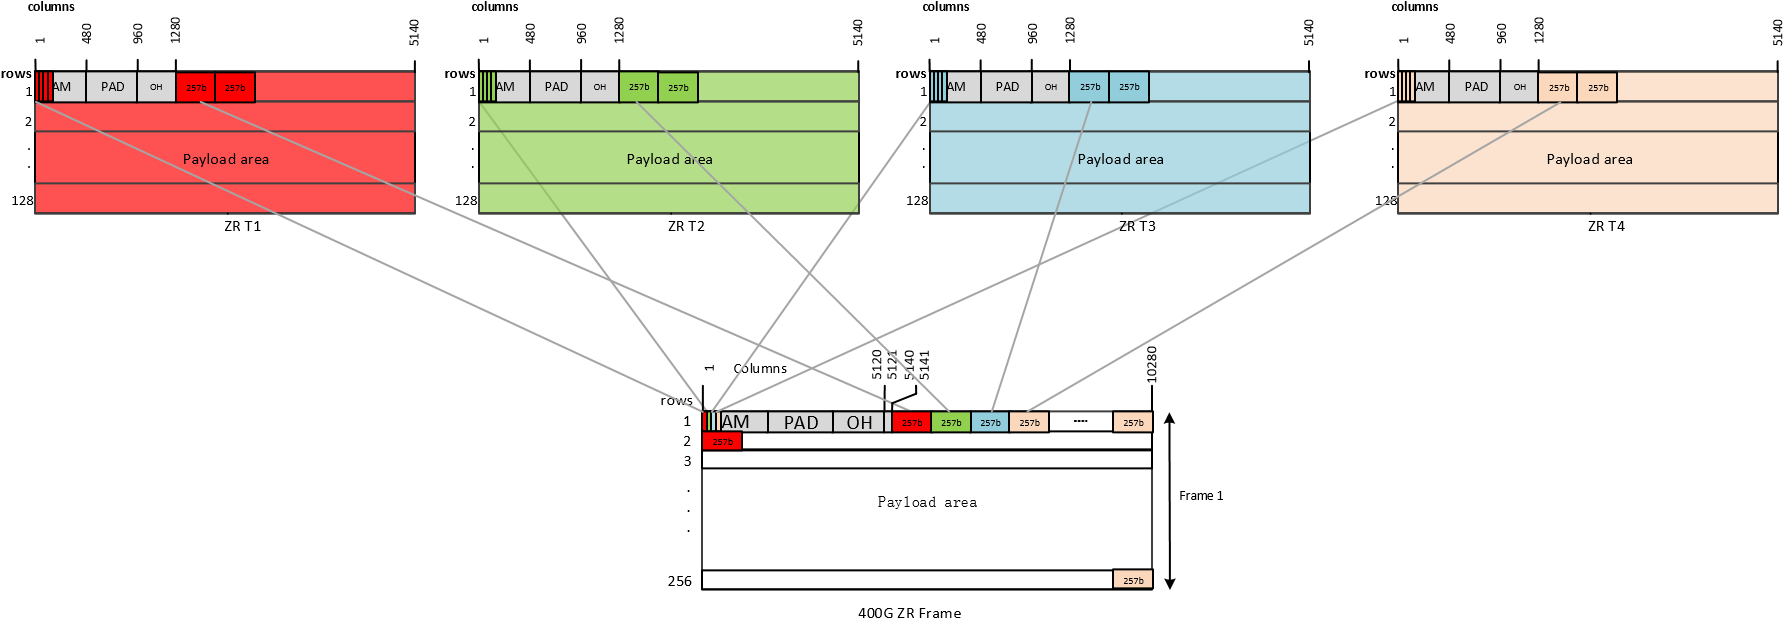 columns columns columns columns
1 480 960 1280 5140 1 480 960 1280 5140 1 480 960 1280 5140 1 480 960 1280 5140
rows rows rows rows
1 AM PAD OH 257b 257b 1 AM PAD OH 257b 257b 1 AM PAD OH 257b 257b 1 AM PAD OH 257b 257b
2 2 2 2
. . . .
. Payload area . Payload area . Payload area . Payload area
128 128 128 128
ZR T1 ZR T2 ZR T3 ZR T4
1 Columns 5120 5121 5140 5141 10280
rows
1 AM PAD OH 257b 257b 257b 257b ---- 257b
2 257b
3
.
. Payload area
.
Frame 1
256 257b
400G ZR Frame